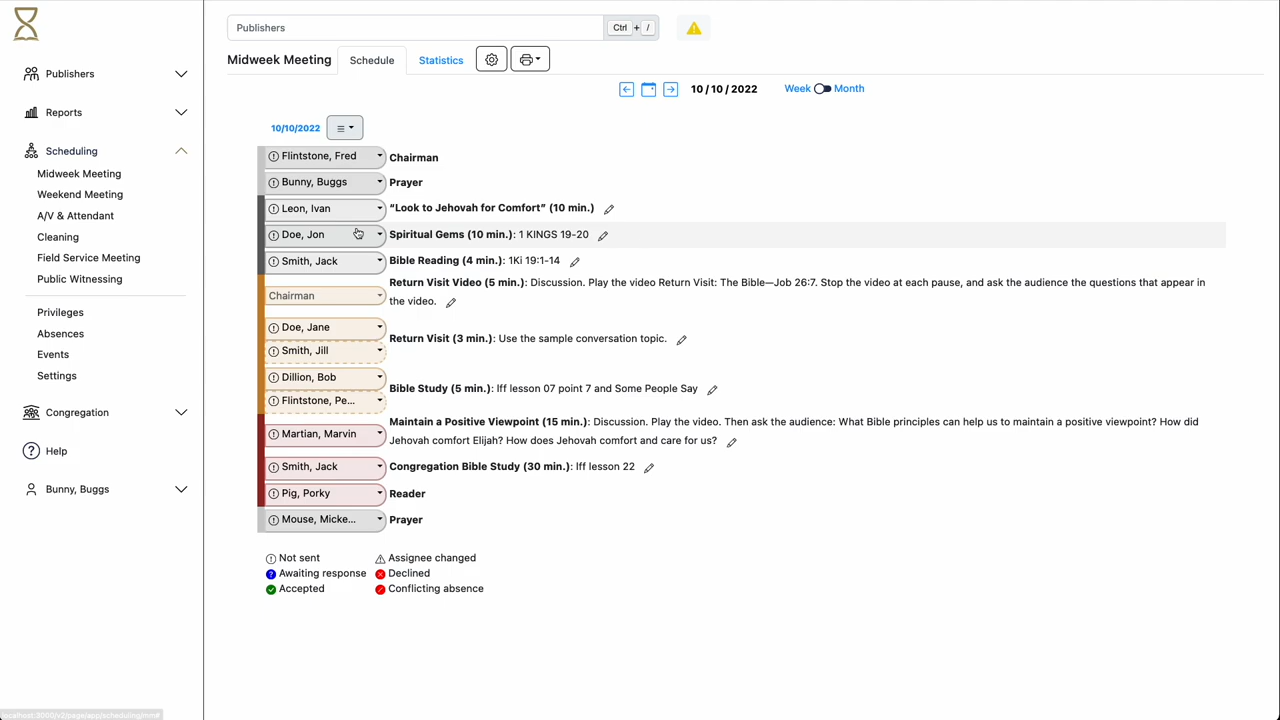 Publishers
Ctrl + /
Publishers
Midweek Meeting Schedule Statistics
10 / 10 / 2022 Week Month
Reports
10/10/2022
Scheduling
Midweek Meeting
Weekend Meeting
A/V & Attendant
Cleaning
Field Service Meeting
Public Witnessing
Privileges
Absences
Events
Settings
Congregation
Help
Bunny, Buggs
Flintstone, Fred Chairman
Bunny, Buggs Prayer
Leon, Ivan “Look to Jehovah for Comfort” (10 min.)
Doe, Jon Spiritual Gems (10 min.): 1 KINGS 19-20
Smith, Jack Bible Reading (4 min.): 1Ki 19:1-14
Chairman Return Visit Video (5 min.): Discussion. Play the video Return Visit: The Bible—Job 26:7. Stop the video at each pause, and ask the audience the questions that appear in
the video.
Doe, Jane
Return Visit (3 min.): Use the sample conversation topic.
Smith, Jill
Dillion, Bob
Bible Study (5 min.): lff lesson 07 point 7 and Some People Say
Flintstone, Pe...
Martian, Marvin Maintain a Positive Viewpoint (15 min.): Discussion. Play the video. Then ask the audience: What Bible principles can help us to maintain a positive viewpoint? How did
Jehovah comfort Elijah? How does Jehovah comfort and care for us?
Smith, Jack Congregation Bible Study (30 min.): lff lesson 22
Pig, Porky Reader
Mouse, Micke... Prayer
Not sent Assignee changed
Awaiting response Declined
Accepted Conflicting absence
localhost:3000/v2/page/app/scheduling/mm#